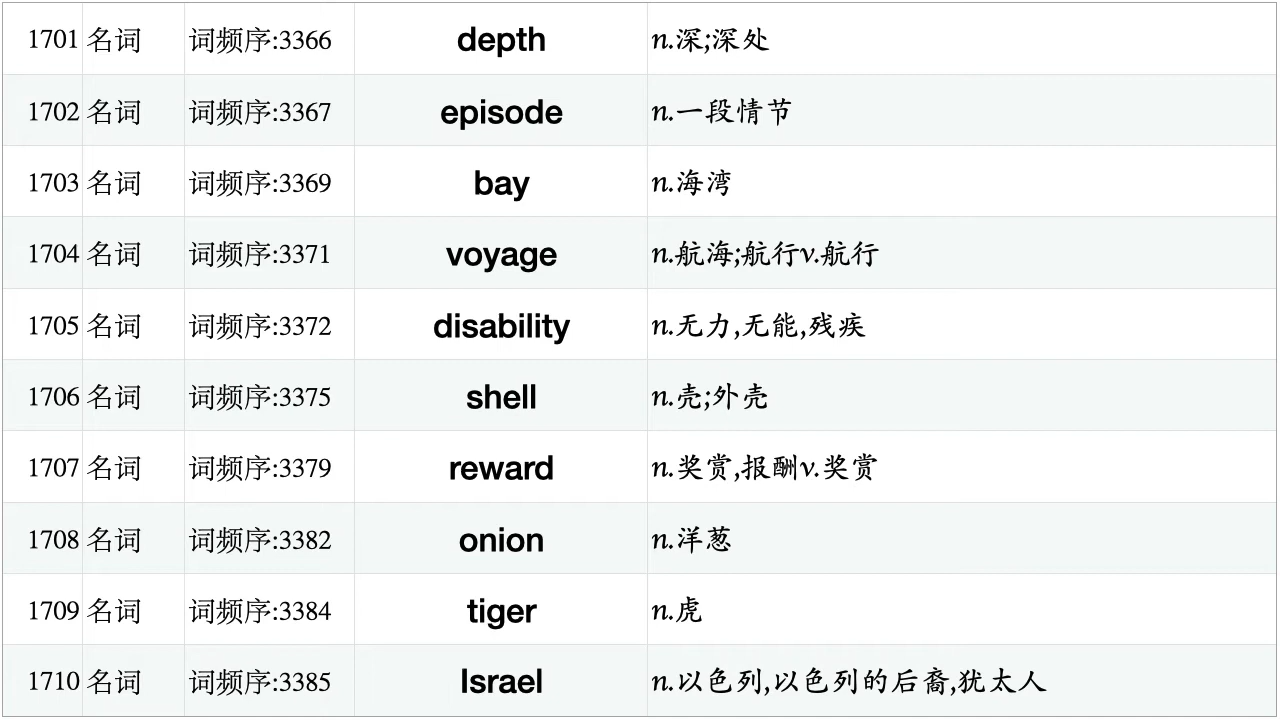 1701 名词 词频序:3366 depth n.深;深处
1702 名词 词频序:3367 episode n.一段情节
1703 名词 词频序:3369 bay n.海湾
1704 名词 词频序:3371 voyage n.航海;航行v.航行
1705 名词 词频序:3372 disability n.无力,无能,残疾
1706 名词 词频序:3375 shell n.壳;外壳
1707 名词 词频序:3379 reward n.奖赏,报酬v.奖赏
1708 名词 词频序:3382 onion n.洋葱
1709 名词 词频序:3384 tiger n.虎
1710 名词 词频序:3385 Israel n.以色列,以色列的后裔,犹太人